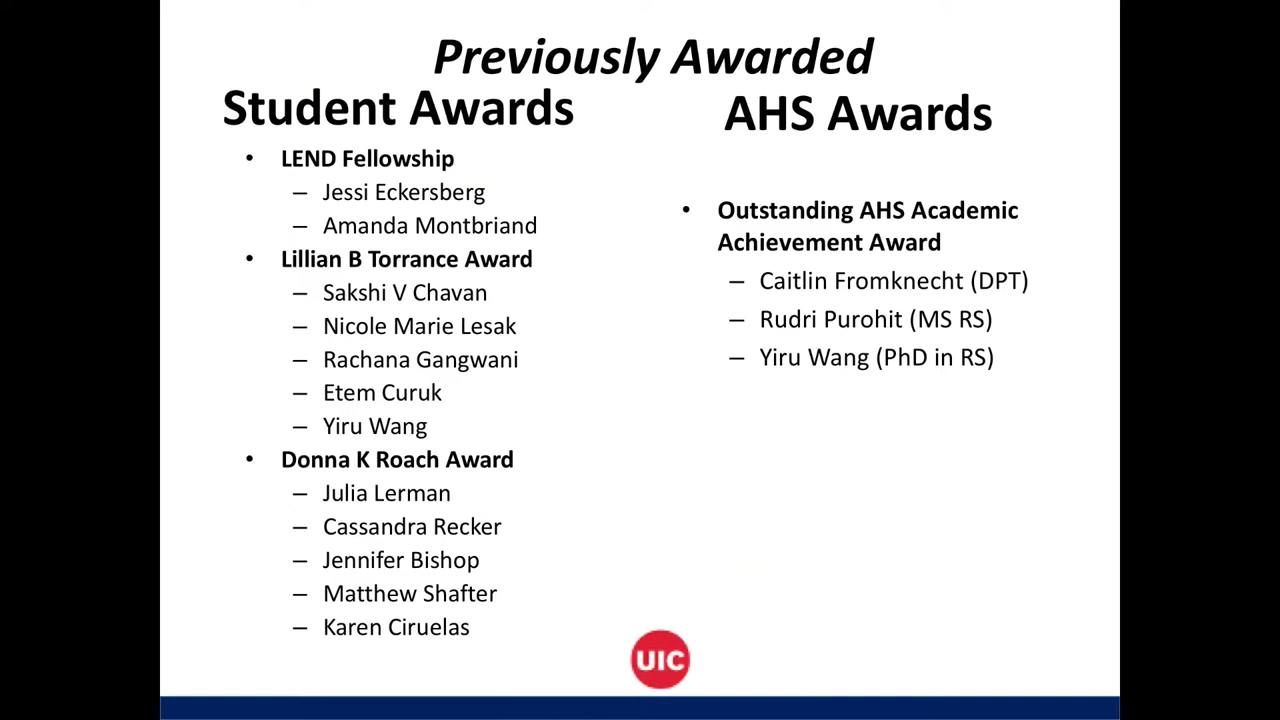 Previously Awarded
Student Awards
• LEND Fellowship
– Jessi Eckersberg
– Amanda Montbriand
• Lillian B Torrance Award
– Sakshi V Chavan
– Nicole Marie Lesak
– Rachana Gangwani
– Etem Curuk
– Yiru Wang
• Donna K Roach Award
– Julia Lerman
– Cassandra Recker
– Jennifer Bishop
– Matthew Shafter
– Karen Ciruelas
AHS Awards
• Outstanding AHS Academic
Achievement Award
– Caitlin Fromknecht (DPT)
– Rudri Purohit (MS RS)
– Yiru Wang (PhD in RS)
UIC